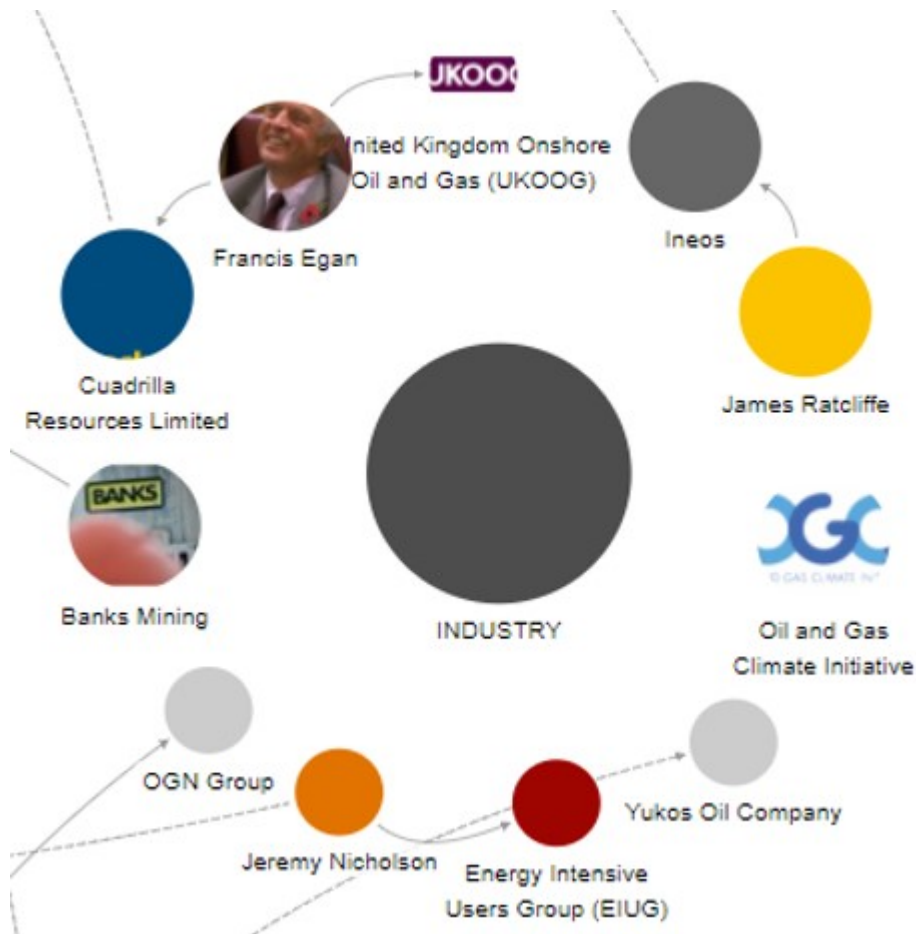 UKOOG
United Kingdom Onshore
Oil and Gas (UKOOG)
Francis Egan
Ineos
Cuadrilla
Resources Limited
James Ratcliffe
BANKS
Banks Mining
INDUSTRY
Oil and Gas
Climate Initiative
OGN Group
Yukos Oil Company
Jeremy Nicholson
Energy Intensive
Users Group (EIUG)